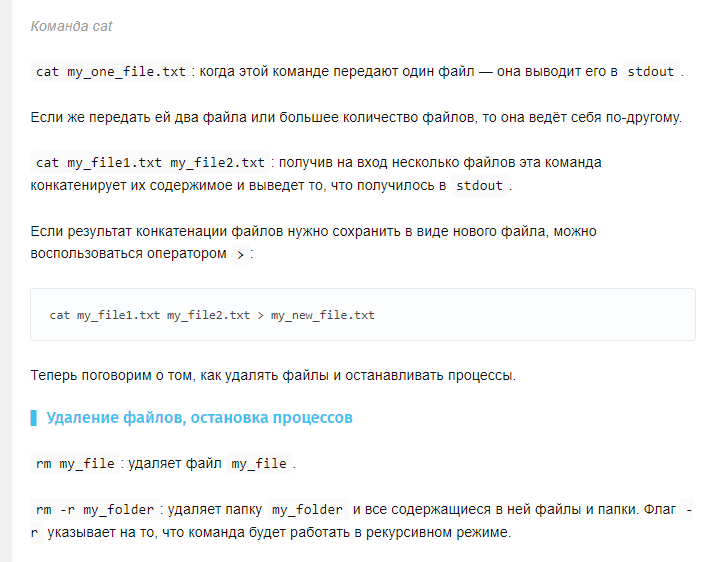 Команда cat
cat my_one_file.txt : когда этой команде передают один файл — она выводит его в stdout .
Если же передать ей два файла или большее количество файлов, то она ведёт себя по-другому.
cat my_file1.txt my_file2.txt : получив на вход несколько файлов эта команда
конкатенирует их содержимое и выведет то, что получилось в stdout .
Если результат конкатенации файлов нужно сохранить в виде нового файла, можно
воспользоваться оператором > :
cat my_file1.txt my_file2.txt > my_new_file.txt
Теперь поговорим о том, как удалять файлы и останавливать процессы.
Удаление файлов, остановка процессов
rm my_file : удаляет файл my_file .
rm -r my_folder : удаляет папку my_folder и все содержащиеся в ней файлы и папки. Флаг -
r указывает на то, что команда будет работать в рекурсивном режиме.